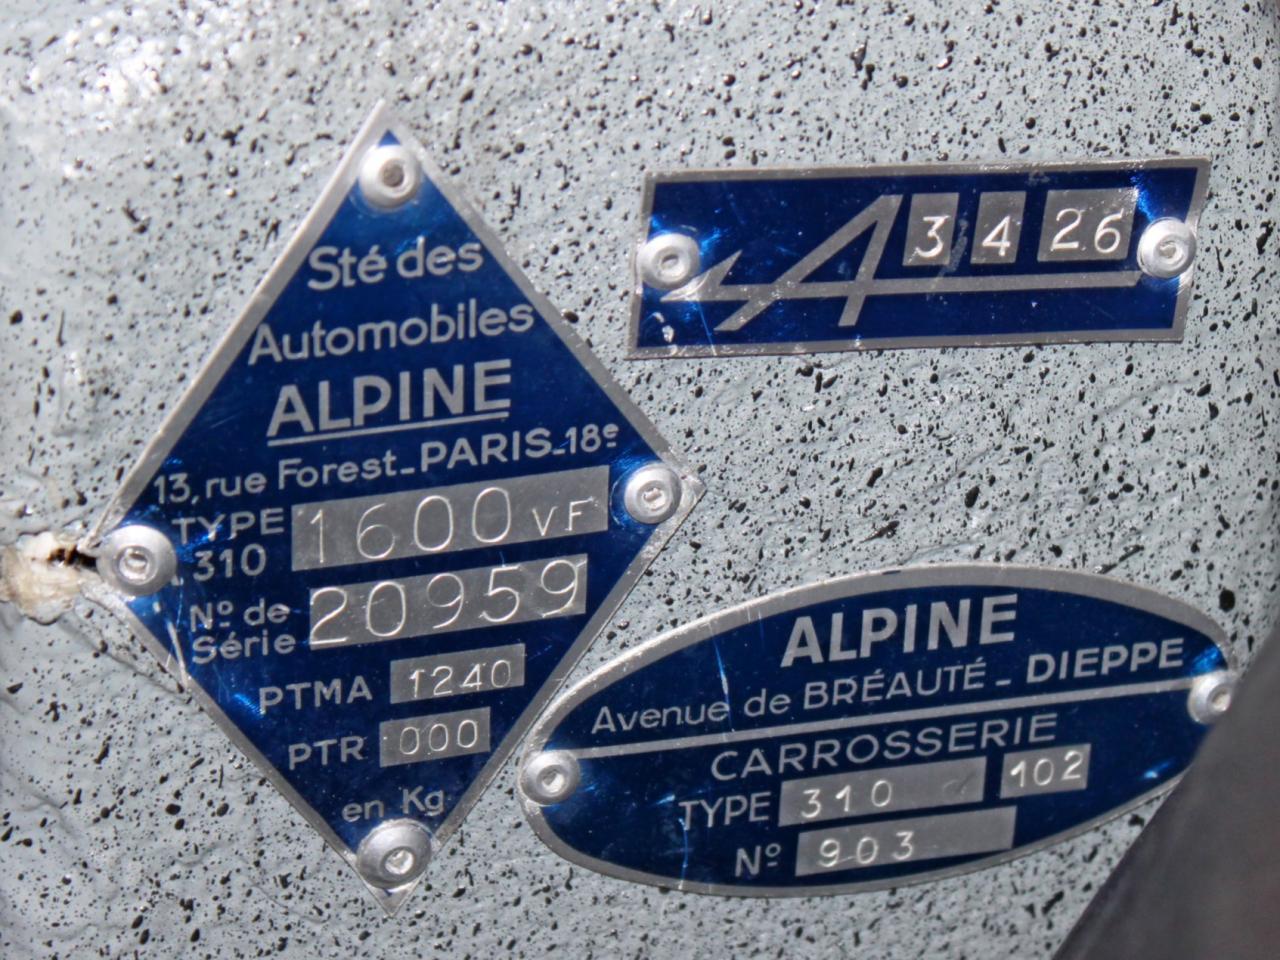 Sté des
Automobiles
ALPINE
13, rue Forest_PARIS_18e
TYPE 1600 VF
310
Nº de Série 20959
PTMA 1240
PTR 000
en Kg
A 3 4 26
ALPINE
Avenue de BRÉAUTÉ _ DIEPPE
CARROSSERIE
TYPE 310 102
Nº 903